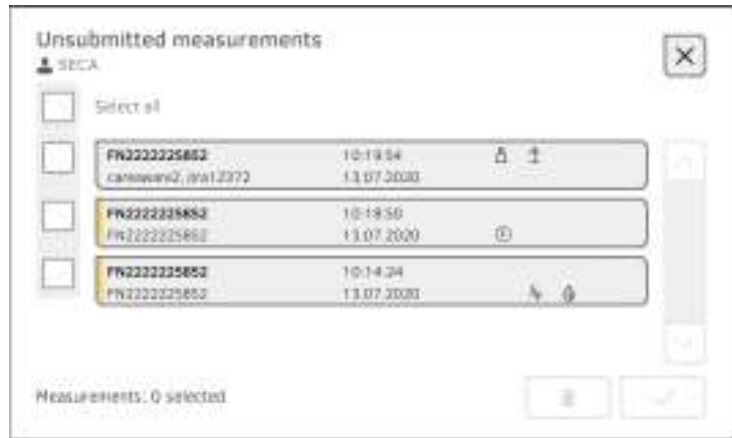 Unsubmitted measurements
SECA
Select all
FN2222225852 10:19:54
13.07.2020
FN2222225852 10:18:50
FN2222225852 13.07.2020
FN2222225852 10:14:24
FN2222225852 13.07.2020
Measurements: 0 selected